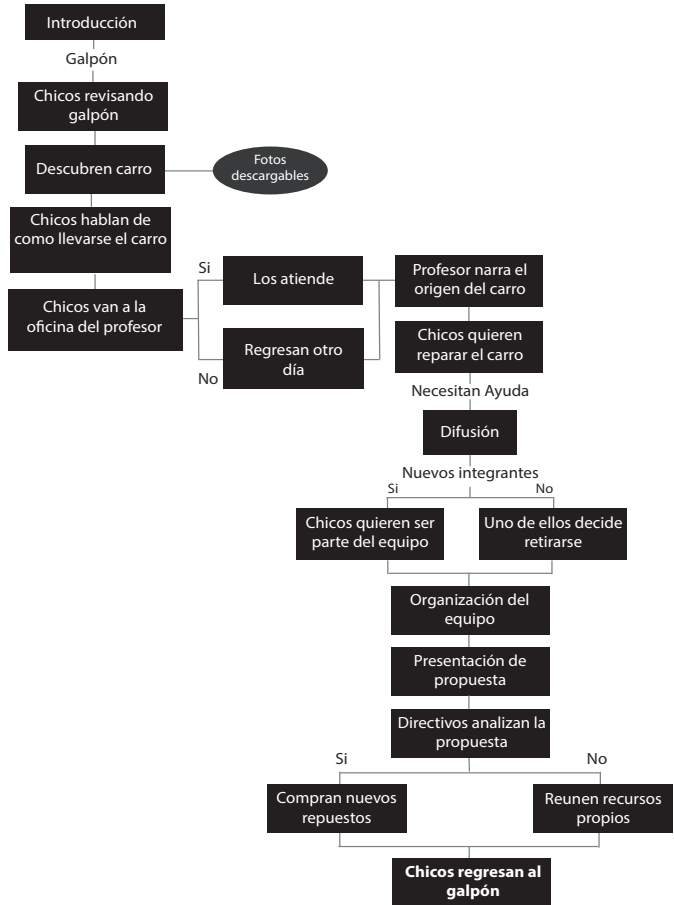 Introducción
Galpón
Chicos revisando
galpón
Descubren carro
Fotos
descargables
Chicos hablan de
como llevarse el carro
Chicos van a la
oficina del profesor
Si
Los atiende
No
Regresan otro
día
Profesor narra el
origen del carro
Chicos quieren
reparar el carro
Necesitan Ayuda
Difusión
Nuevos integrantes
Si
No
Chicos quieren ser
parte del equipo
Uno de ellos decide
retirarse
Organización del
equipo
Presentación de
propuesta
Directivos analizan la
propuesta
Si
No
Compran nuevos
repuestos
Reunen recursos
propios
Chicos regresan al
galpón